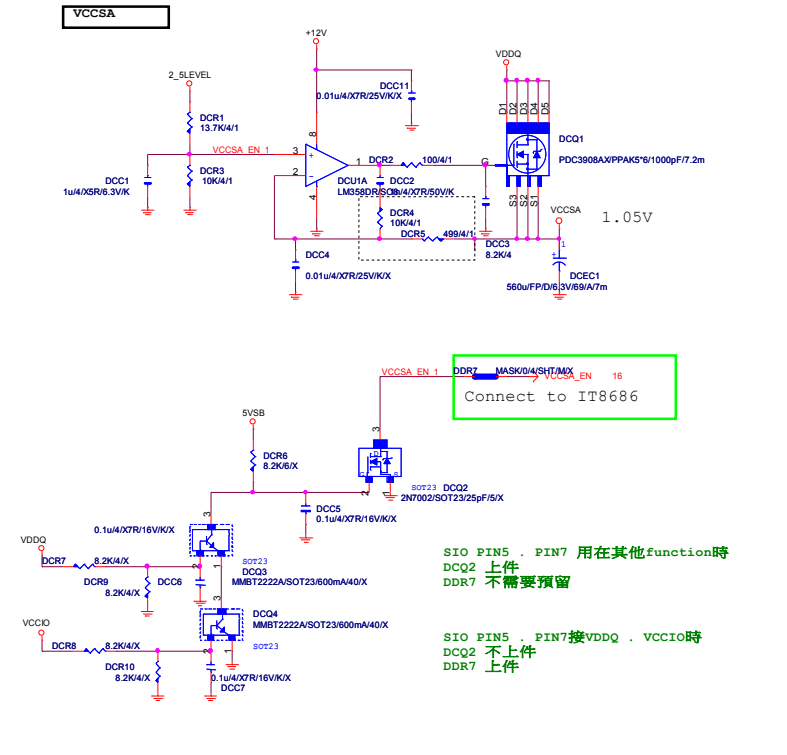 VCCSA
+12V
2_5LEVEL
VDDQ
DCC11
0.01u/4/X7R/25V/K/X
D1
D2
D3
D4
D5
DCR1
13.7K/4/1
VCCSA_EN_1
3
8
1
2
4
DCQ1
PDC3908AX/PPAK5*6/1000pF/7.2m
DCR2
100/4/1
G
DCU1A
DCC2
DCR3
10K/4/1
DCC1
1u/4/X5R/6.3V/K
S3
S2
S1
DCR4
10K/4/1
VCCSA
1.05V
DCR5
499/4/1
DCC3
8.2K/4
1
DCC4
0.01u/4/X7R/25V/K/X
DCEC1
560u/FP/D/6.3V/69/A/7m
VCCSA_EN_1
DDR7
MASK/0/4/SHT/M/X
VCCSA_EN
16
Connect to IT8686
5VSB
3
DCR6
8.2K/6/X
D
G
S
2
1
SOT23
DCQ2
2N7002/SOT23/25pF/5/X
DCC5
0.1u/4/X7R/16V/K/X
3
0.1u/4/X7R/16V/K/X
VDDQ
DCR7
8.2K/4/X
2
1
SOT23
DCQ3
MMBT2222A/SOT23/600mA/40/X
DCR9
8.2K/4/X
DCC6
3
DCQ4
MMBT2222A/SOT23/600mA/40/X
VCCIO
DCR8
8.2K/4/X
2
1
SOT23
DCR10
8.2K/4/X
0.1u/4/X7R/16V/K/X
DCC7
SIO PIN5 . PIN7 用在其他function時
DCQ2 上件
DDR7 不需要預留
SIO PIN5 . PIN7接VDDQ . VCCIO時
DCQ2 不上件
DDR7 上件